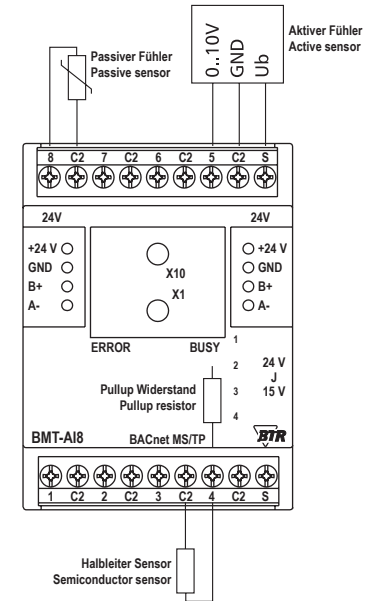 Aktiver Fühler
Active sensor
0..10V
GND
Ub
Passiver Fühler
Passive sensor
8 C2 7 C2 6 C2 5 C2 S
24V 24V
+24 V
GND
B+
A-
X10
X1
+24 V
GND
B+
A-
ERROR BUSY
1
2
3
4
24 V
J
15 V
Pullup Widerstand
Pullup resistor
BMT-AI8 BACnet MS/TP BTR
1 C2 2 C2 3 C2 4 C2 S
Halbleiter Sensor
Semiconductor sensor